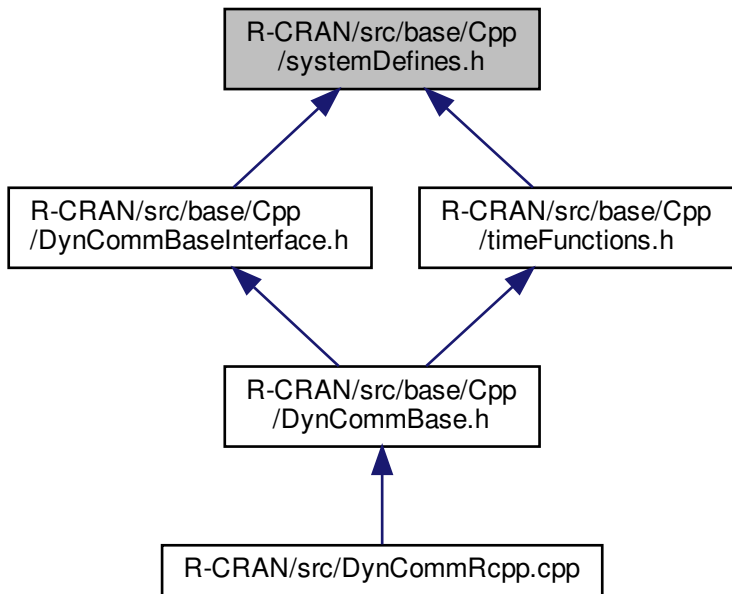 R-CRAN/src/base/Cpp
/systemDefines.h
R-CRAN/src/base/Cpp
/DynCommBaseInterface.h
R-CRAN/src/base/Cpp
/timeFunctions.h
R-CRAN/src/base/Cpp
/DynCommBase.h
R-CRAN/src/DynCommRcpp.cpp